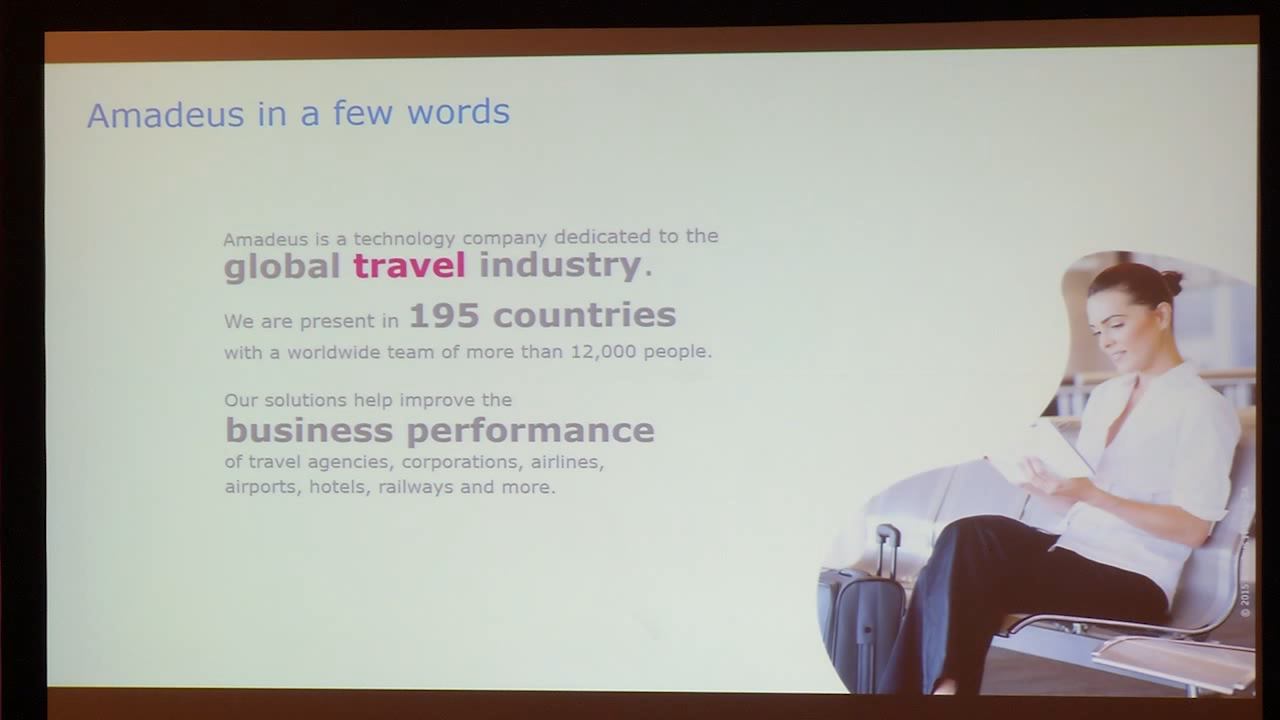 Amadeus in a few words
Amadeus is a technology company dedicated to the
global travel industry.
We are present in 195 countries
with a worldwide team of more than 12,000 people.
Our solutions help improve the
business performance
of travel agencies, corporations, airlines,
airports, hotels, railways and more.
© 2015